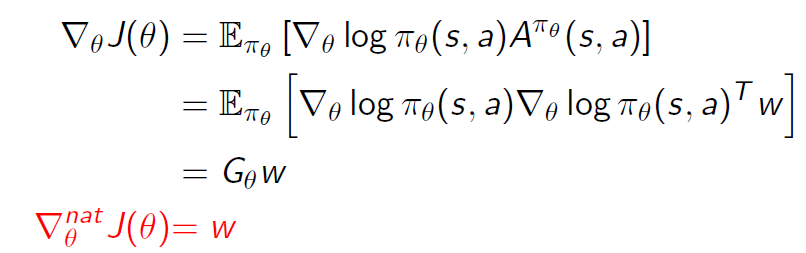 ∇_θ J(θ) = 𝔼_{π_θ} [∇_θ log π_θ(s, a) A^{π_θ}(s, a)]
= 𝔼_{π_θ} [∇_θ log π_θ(s, a) ∇_θ log π_θ(s, a)^T w]
= G_θ w
∇_θ^{nat} J(θ) = w